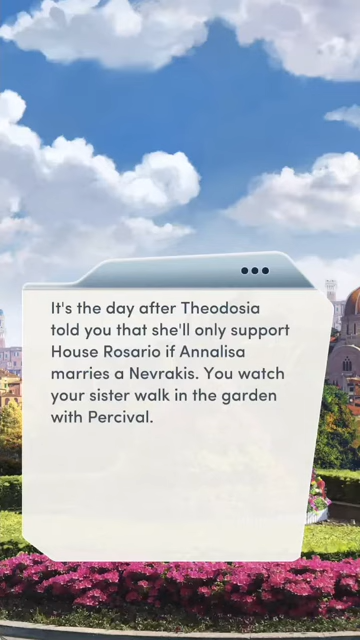 It's the day after Theodosia
told you that she'll only support
House Rosario if Annalisa
marries a Nevrakis. You watch
your sister walk in the garden
with Percival.